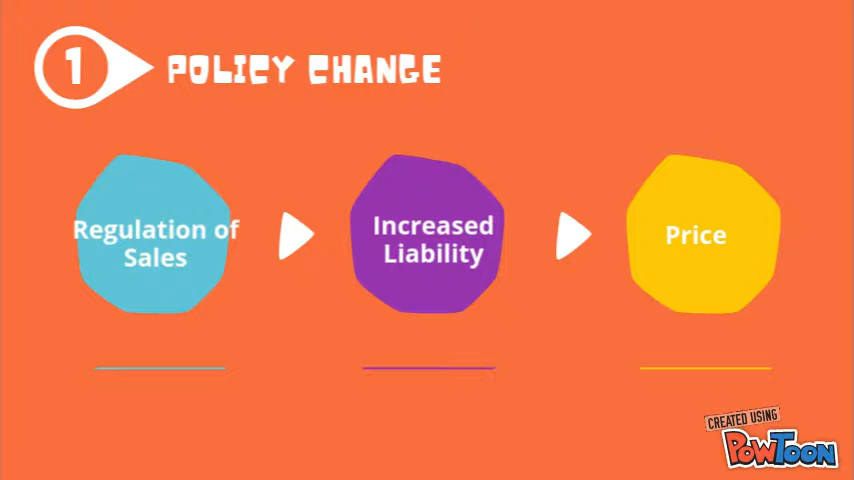 1
POLICY CHANGE
Regulation of
Sales
Increased
Liability
Price
CREATED USING
POWTOON